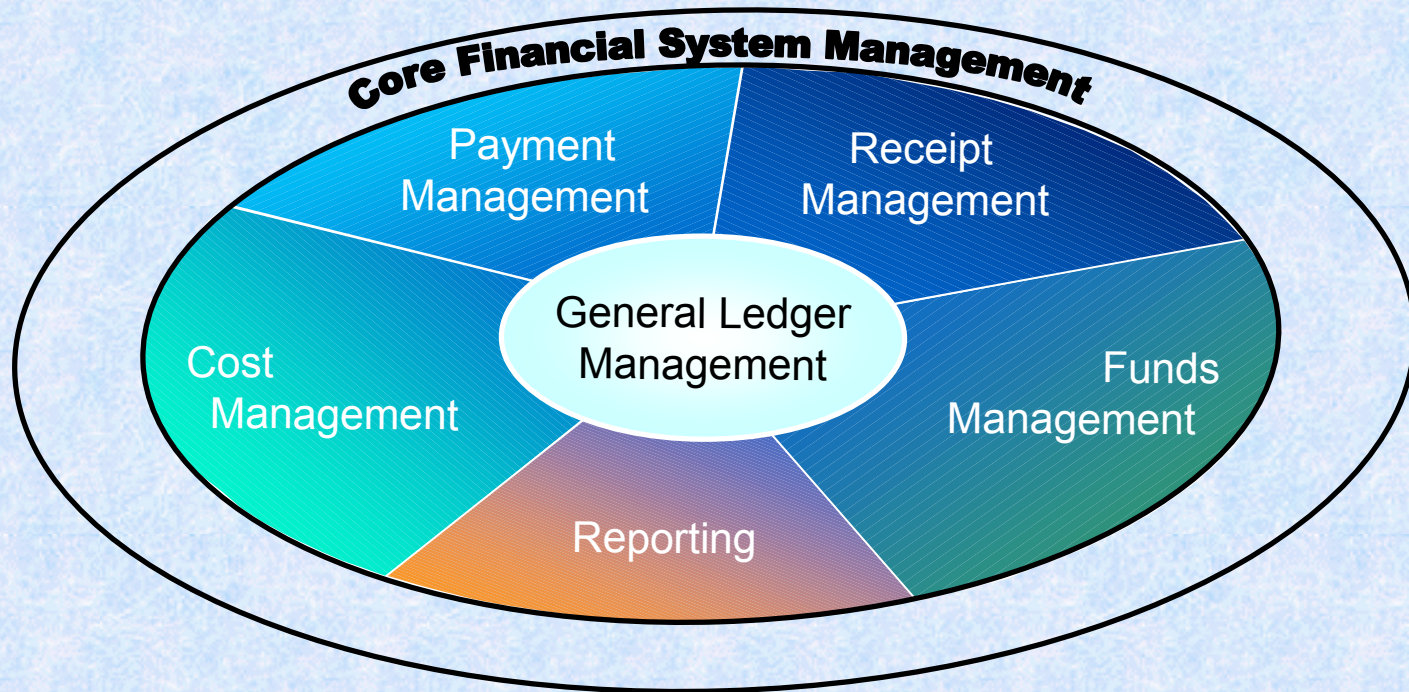 Core Financial System Management
Payment
Management
Receipt
Management
General Ledger
Management
Cost
Management
Funds
Management
Reporting